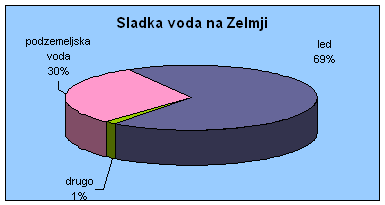 Sladka voda na Zelmji
podzemeljska
voda
30%
led
69%
drugo
1%